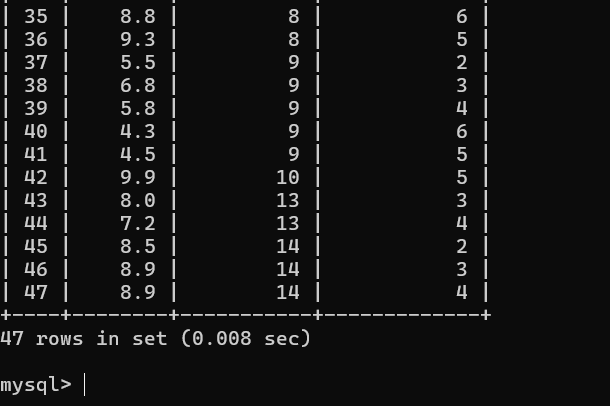 | 35 |    8.8 |         8 |           6 |
| 36 |    9.3 |         8 |           5 |
| 37 |    5.5 |         9 |           2 |
| 38 |    6.8 |         9 |           3 |
| 39 |    5.8 |         9 |           4 |
| 40 |    4.3 |         9 |           6 |
| 41 |    4.5 |         9 |           5 |
| 42 |    9.9 |        10 |           5 |
| 43 |    8.0 |        13 |           3 |
| 44 |    7.2 |        13 |           4 |
| 45 |    8.5 |        14 |           2 |
| 46 |    8.9 |        14 |           3 |
| 47 |    8.9 |        14 |           4 |
+----+--------+-----------+-------------+
47 rows in set (0.008 sec)
mysql>